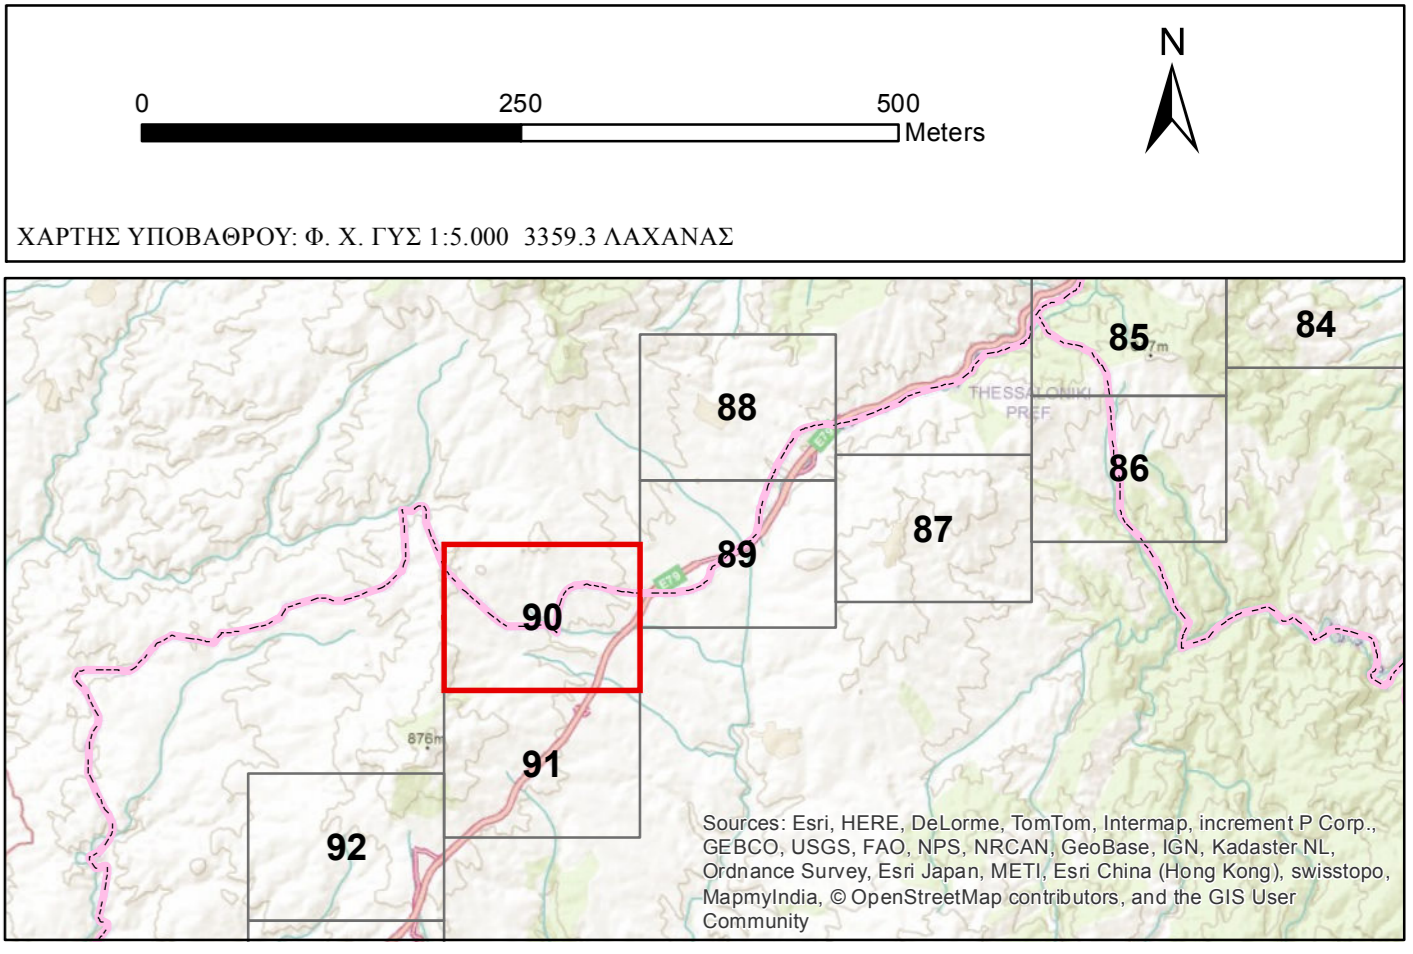 N
0 250 500
Meters
ΧΑΡΤΗΣ ΥΠΟΒΑΘΡΟΥ: Φ. Χ. ΓΥΣ 1:5.000 3359.3 ΛΑΧΑΝΑΣ
84
85
THESSALONIKI
PREF.
88
86
87
89
E79
90
876m
91
92
Sources: Esri, HERE, DeLorme, TomTom, Intermap, increment P Corp.,
GEBCO, USGS, FAO, NPS, NRCAN, GeoBase, IGN, Kadaster NL,
Ordnance Survey, Esri Japan, METI, Esri China (Hong Kong), swisstopo,
MapmyIndia, © OpenStreetMap contributors, and the GIS User
Community